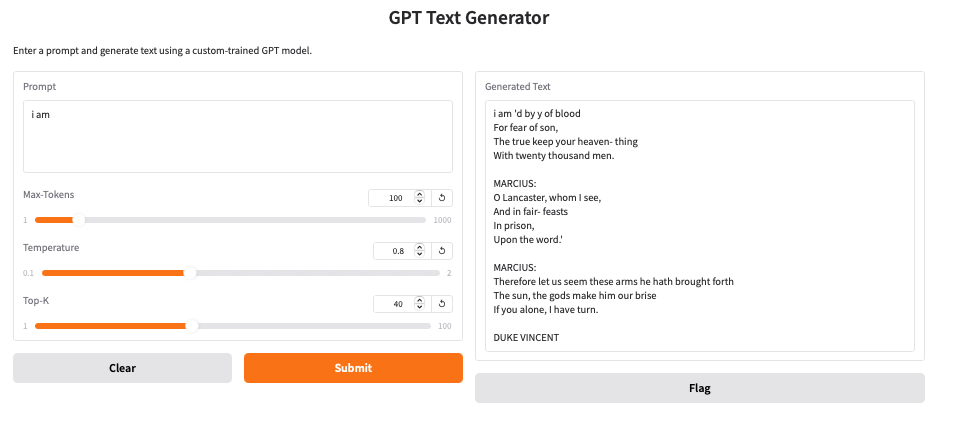 GPT Text Generator
Enter a prompt and generate text using a custom-trained GPT model.
Prompt
i am
Max-Tokens
100
1
1000
Temperature
0.8
0.1
2
Top-K
40
1
100
Clear
Submit
Generated Text
i am 'd by y of blood
For fear of son,
The true keep your heaven- thing
With twenty thousand men.
MARCIUS:
O Lancaster, whom I see,
And in fair- feasts
In prison,
Upon the word.'
MARCIUS:
Therefore let us seem these arms he hath brought forth
The sun, the gods make him our brise
If you alone, I have turn.
DUKE VINCENT
Flag